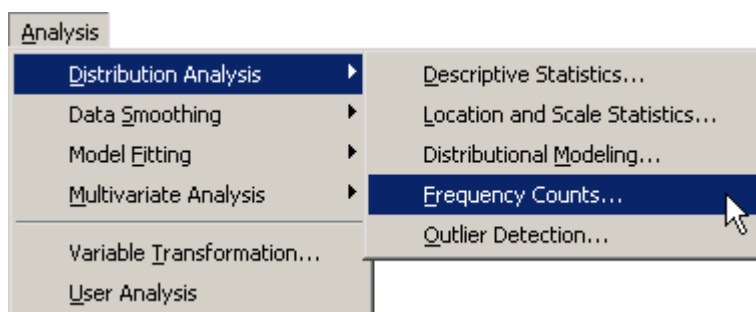 Analysis
Distribution Analysis
Data Smoothing
Model Fitting
Multivariate Analysis
Variable Transformation...
User Analysis
Descriptive Statistics...
Location and Scale Statistics...
Distributional Modeling...
Frequency Counts...
Outlier Detection...